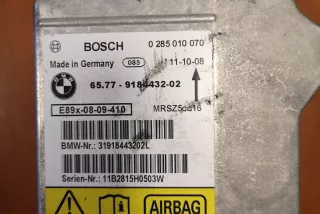 BOSCH 0 285 010 070
Made in Germany 085 11-10-08
65.77 - 9184432-02
E89x-08-09-410 MRSZ5cd16
BMW-Nr.: 31918443202L
Serien-Nr.: 11B2815H0503W
AIRBAG